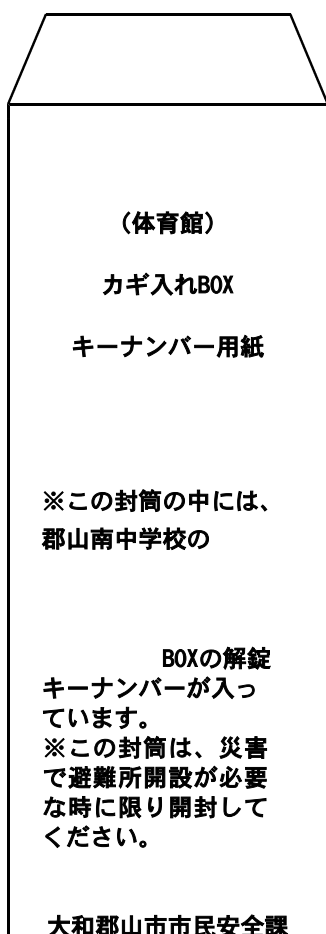 （体育館）
カギ入れBOX
キーナンバー用紙
※この封筒の中には、
郡山南中学校の
BOXの解錠
キーナンバーが入っ
ています。
※この封筒は、災害
で避難所開設が必要
な時に限り開封して
ください。
大和郡山市市民安全課